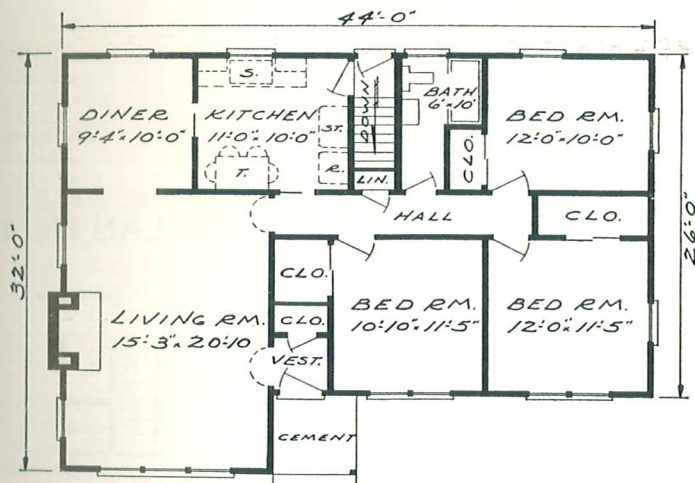 44'-0"
S.
DINER
9'-4" x 10'-0"
KITCHEN
11'-0" x 10'-0"
ST.
R.
T.
DOWN
LIN.
BATH
6' x 10'
CLO.
BED RM.
12'-0" x 10'-0"
HALL
CLO.
32'-0"
26'-0"
CLO.
CLO.
LIVING RM.
15'-3" x 20'-10
VEST.
BED RM.
10'-10" x 11'-5"
BED RM.
12'-0" x 11'-5"
CEMENT